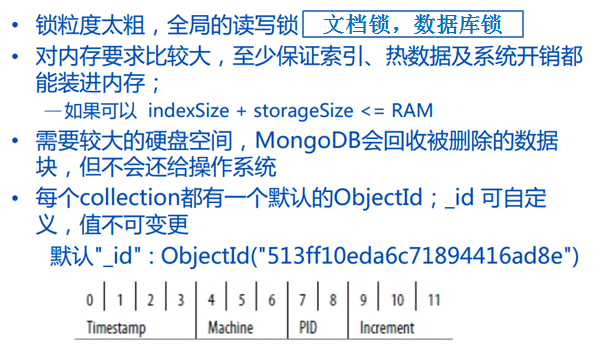 • 锁粒度太粗，全局的读写锁 文档锁，数据库锁
• 对内存要求比较大，至少保证索引、热数据及系统开销都
能装进内存；
—如果可以 indexSize + storageSize <= RAM
• 需要较大的硬盘空间，MongoDB会回收被删除的数据
块，但不会还给操作系统
• 每个collection都有一个默认的ObjectId；_id 可自定
义，值不可变更
默认"_id" : ObjectId("513ff10eda6c71894416ad8e")
0 | 1 | 2 | 3 | 4 | 5 | 6 | 7 | 8 | 9 | 10 | 11
Timestamp | Machine | PID | Increment